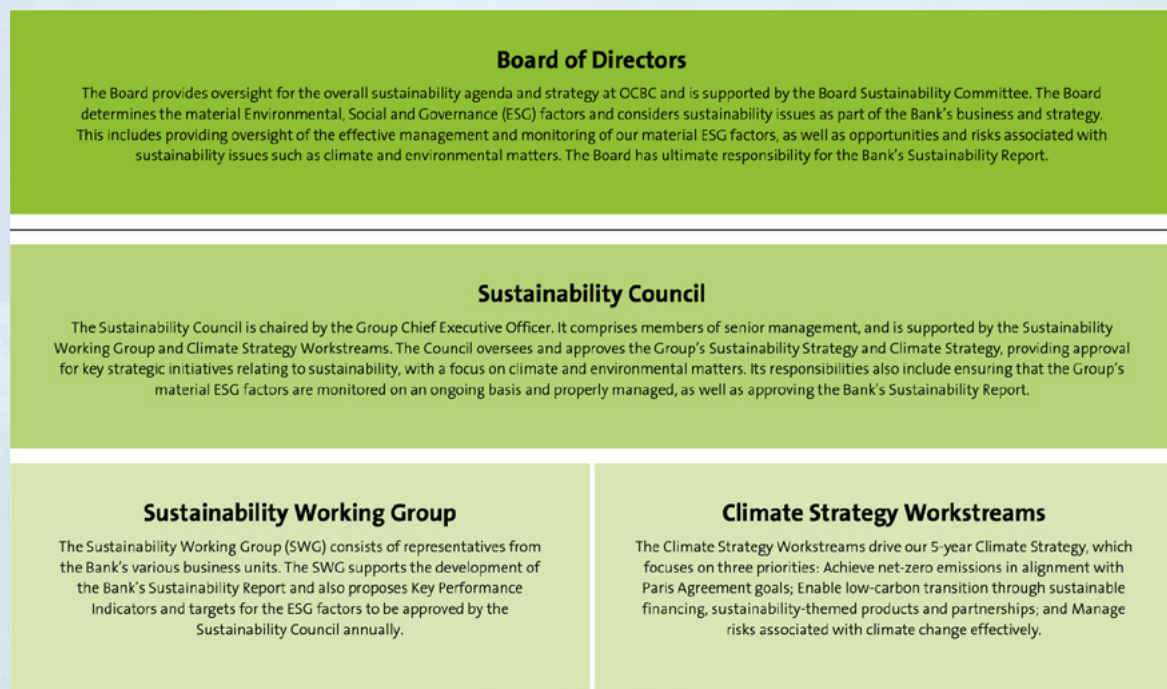 Board of Directors
The Board provides oversight for the overall sustainability agenda and strategy at OCBC and is supported by the Board Sustainability Committee. The Board
determines the material Environmental, Social and Governance (ESG) factors and considers sustainability issues as part of the Bank's business and strategy.
This includes providing oversight of the effective management and monitoring of our material ESG factors, as well as opportunities and risks associated with
sustainability issues such as climate and environmental matters. The Board has ultimate responsibility for the Bank's Sustainability Report.
Sustainability Council
The Sustainability Council is chaired by the Group Chief Executive Officer. It comprises members of senior management, and is supported by the Sustainability
Working Group and Climate Strategy Workstreams. The Council oversees and approves the Group's Sustainability Strategy and Climate Strategy, providing approval
for key strategic initiatives relating to sustainability, with a focus on climate and environmental matters. Its responsibilities also include ensuring that the Group's
material ESG factors are monitored on an ongoing basis and properly managed, as well as approving the Bank's Sustainability Report.
Sustainability Working Group
The Sustainability Working Group (SWG) consists of representatives from
the Bank's various business units. The SWG supports the development of
the Bank's Sustainability Report and also proposes Key Performance
Indicators and targets for the ESG factors to be approved by the
Sustainability Council annually.
Climate Strategy Workstreams
The Climate Strategy Workstreams drive our 5-year Climate Strategy, which
focuses on three priorities: Achieve net-zero emissions in alignment with
Paris Agreement goals; Enable low-carbon transition through sustainable
financing, sustainability-themed products and partnerships; and Manage
risks associated with climate change effectively.